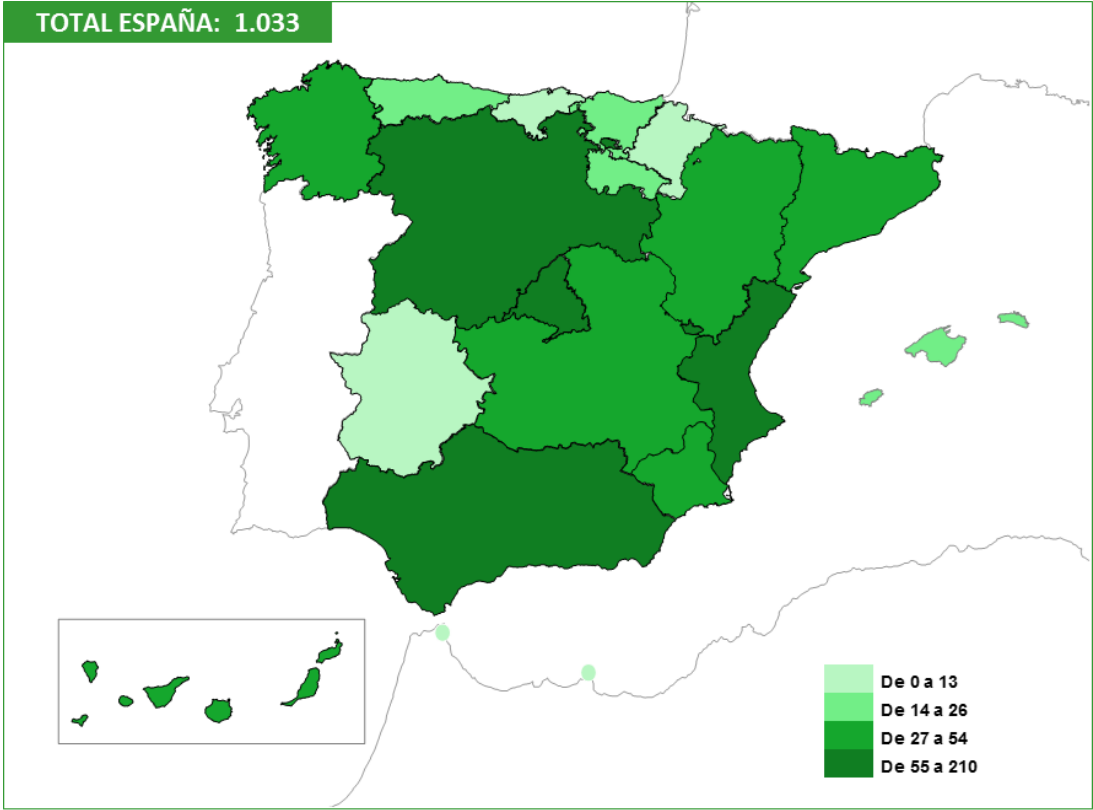 TOTAL ESPAÑA: 1.033
De 0 a 13
De 14 a 26
De 27 a 54
De 55 a 210